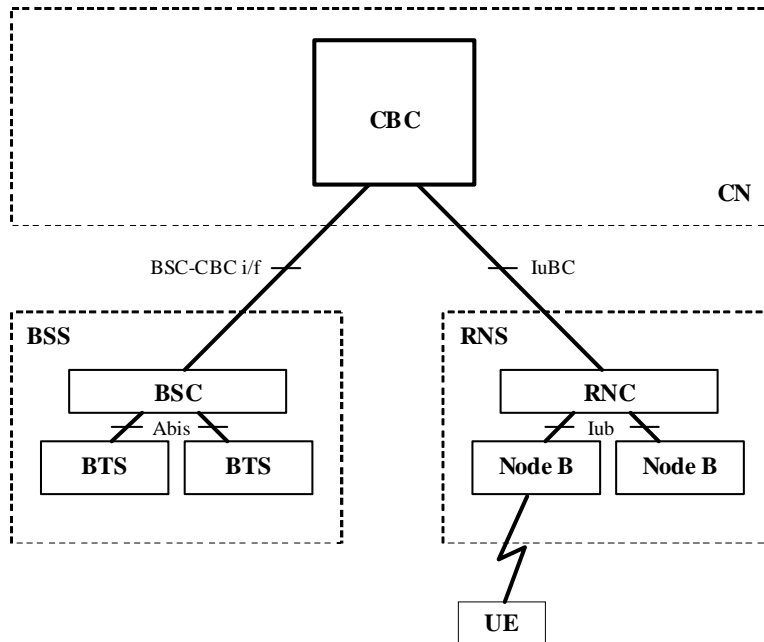 CBC
CN
BSC-CBC i/f
IuBC
BSS
RNS
BSC
RNC
Abis
Iub
BTS
BTS
Node B
Node B
UE